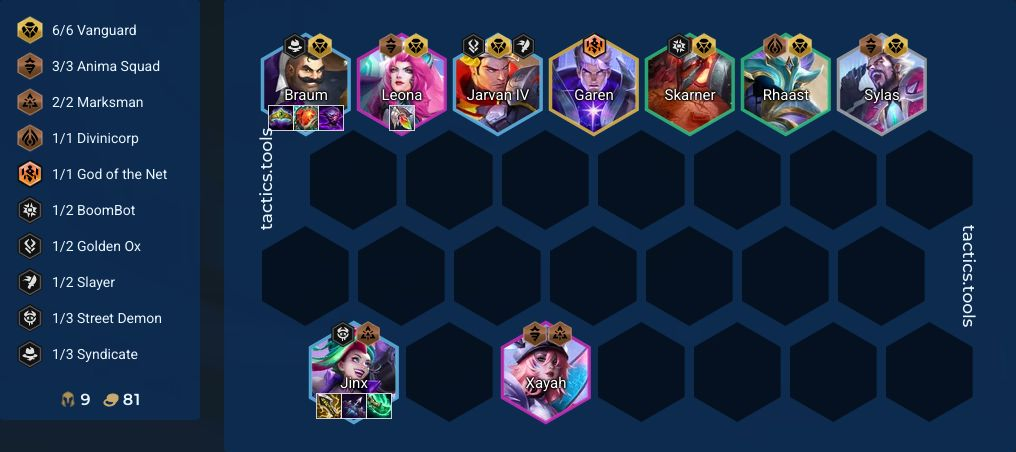 6/6 Vanguard
3/3 Anima Squad
2/2 Marksman
1/1 Divinicorp
1/1 God of the Net
1/2 BoomBot
1/2 Golden Ox
1/2 Slayer
1/3 Street Demon
1/3 Syndicate
9 81
Braum
Leona
Jarvan IV
Garen
Skarner
Rhaast
Sylas
tactics.tools
tactics.tools
Jinx
Xayah